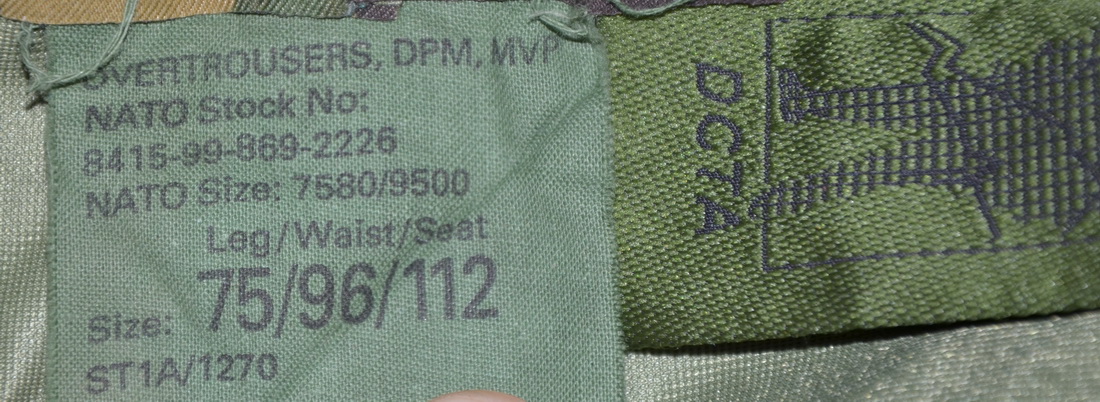 OVERTROUSERS, DPM, MVP
NATO Stock No:
8415-99-869-2226
NATO Size: 7580/9500
Leg/Waist/Seat
Size: 75/96/112
ST1A/1270
DCTA